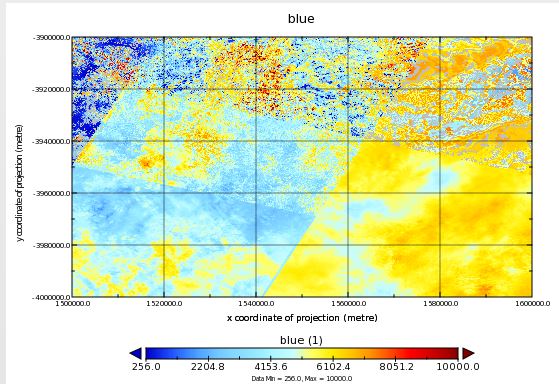 blue
-3900000.0
-3920000.0
-3940000.0
-3960000.0
-3980000.0
-4000000.0
y coordinate of projection (metre)
1500000.0 1520000.0 1540000.0 1560000.0 1580000.0 1600000.0
x coordinate of projection (metre)
blue (1)
256.0 2204.8 4153.6 6102.4 8051.2 10000.0
Data Min = 256.0, Max = 10000.0